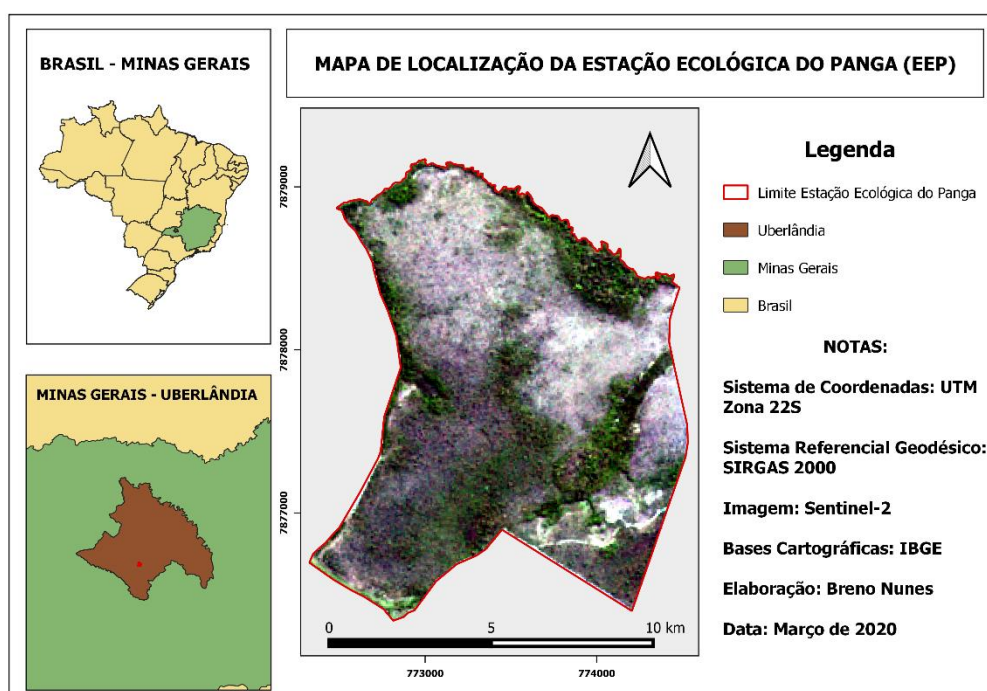 BRASIL - MINAS GERAIS
MAPA DE LOCALIZAÇÃO DA ESTAÇÃO ECOLÓGICA DO PANGA (EEP)
MINAS GERAIS - UBERLÂNDIA
7879000
7878000
7877000
0 5 10 km
773000 774000
Legenda
Limite Estação Ecológica do Panga
Uberlândia
Minas Gerais
Brasil
NOTAS:
Sistema de Coordenadas: UTM
Zona 22S
Sistema Referencial Geodésico:
SIRGAS 2000
Imagem: Sentinel-2
Bases Cartográficas: IBGE
Elaboração: Breno Nunes
Data: Março de 2020